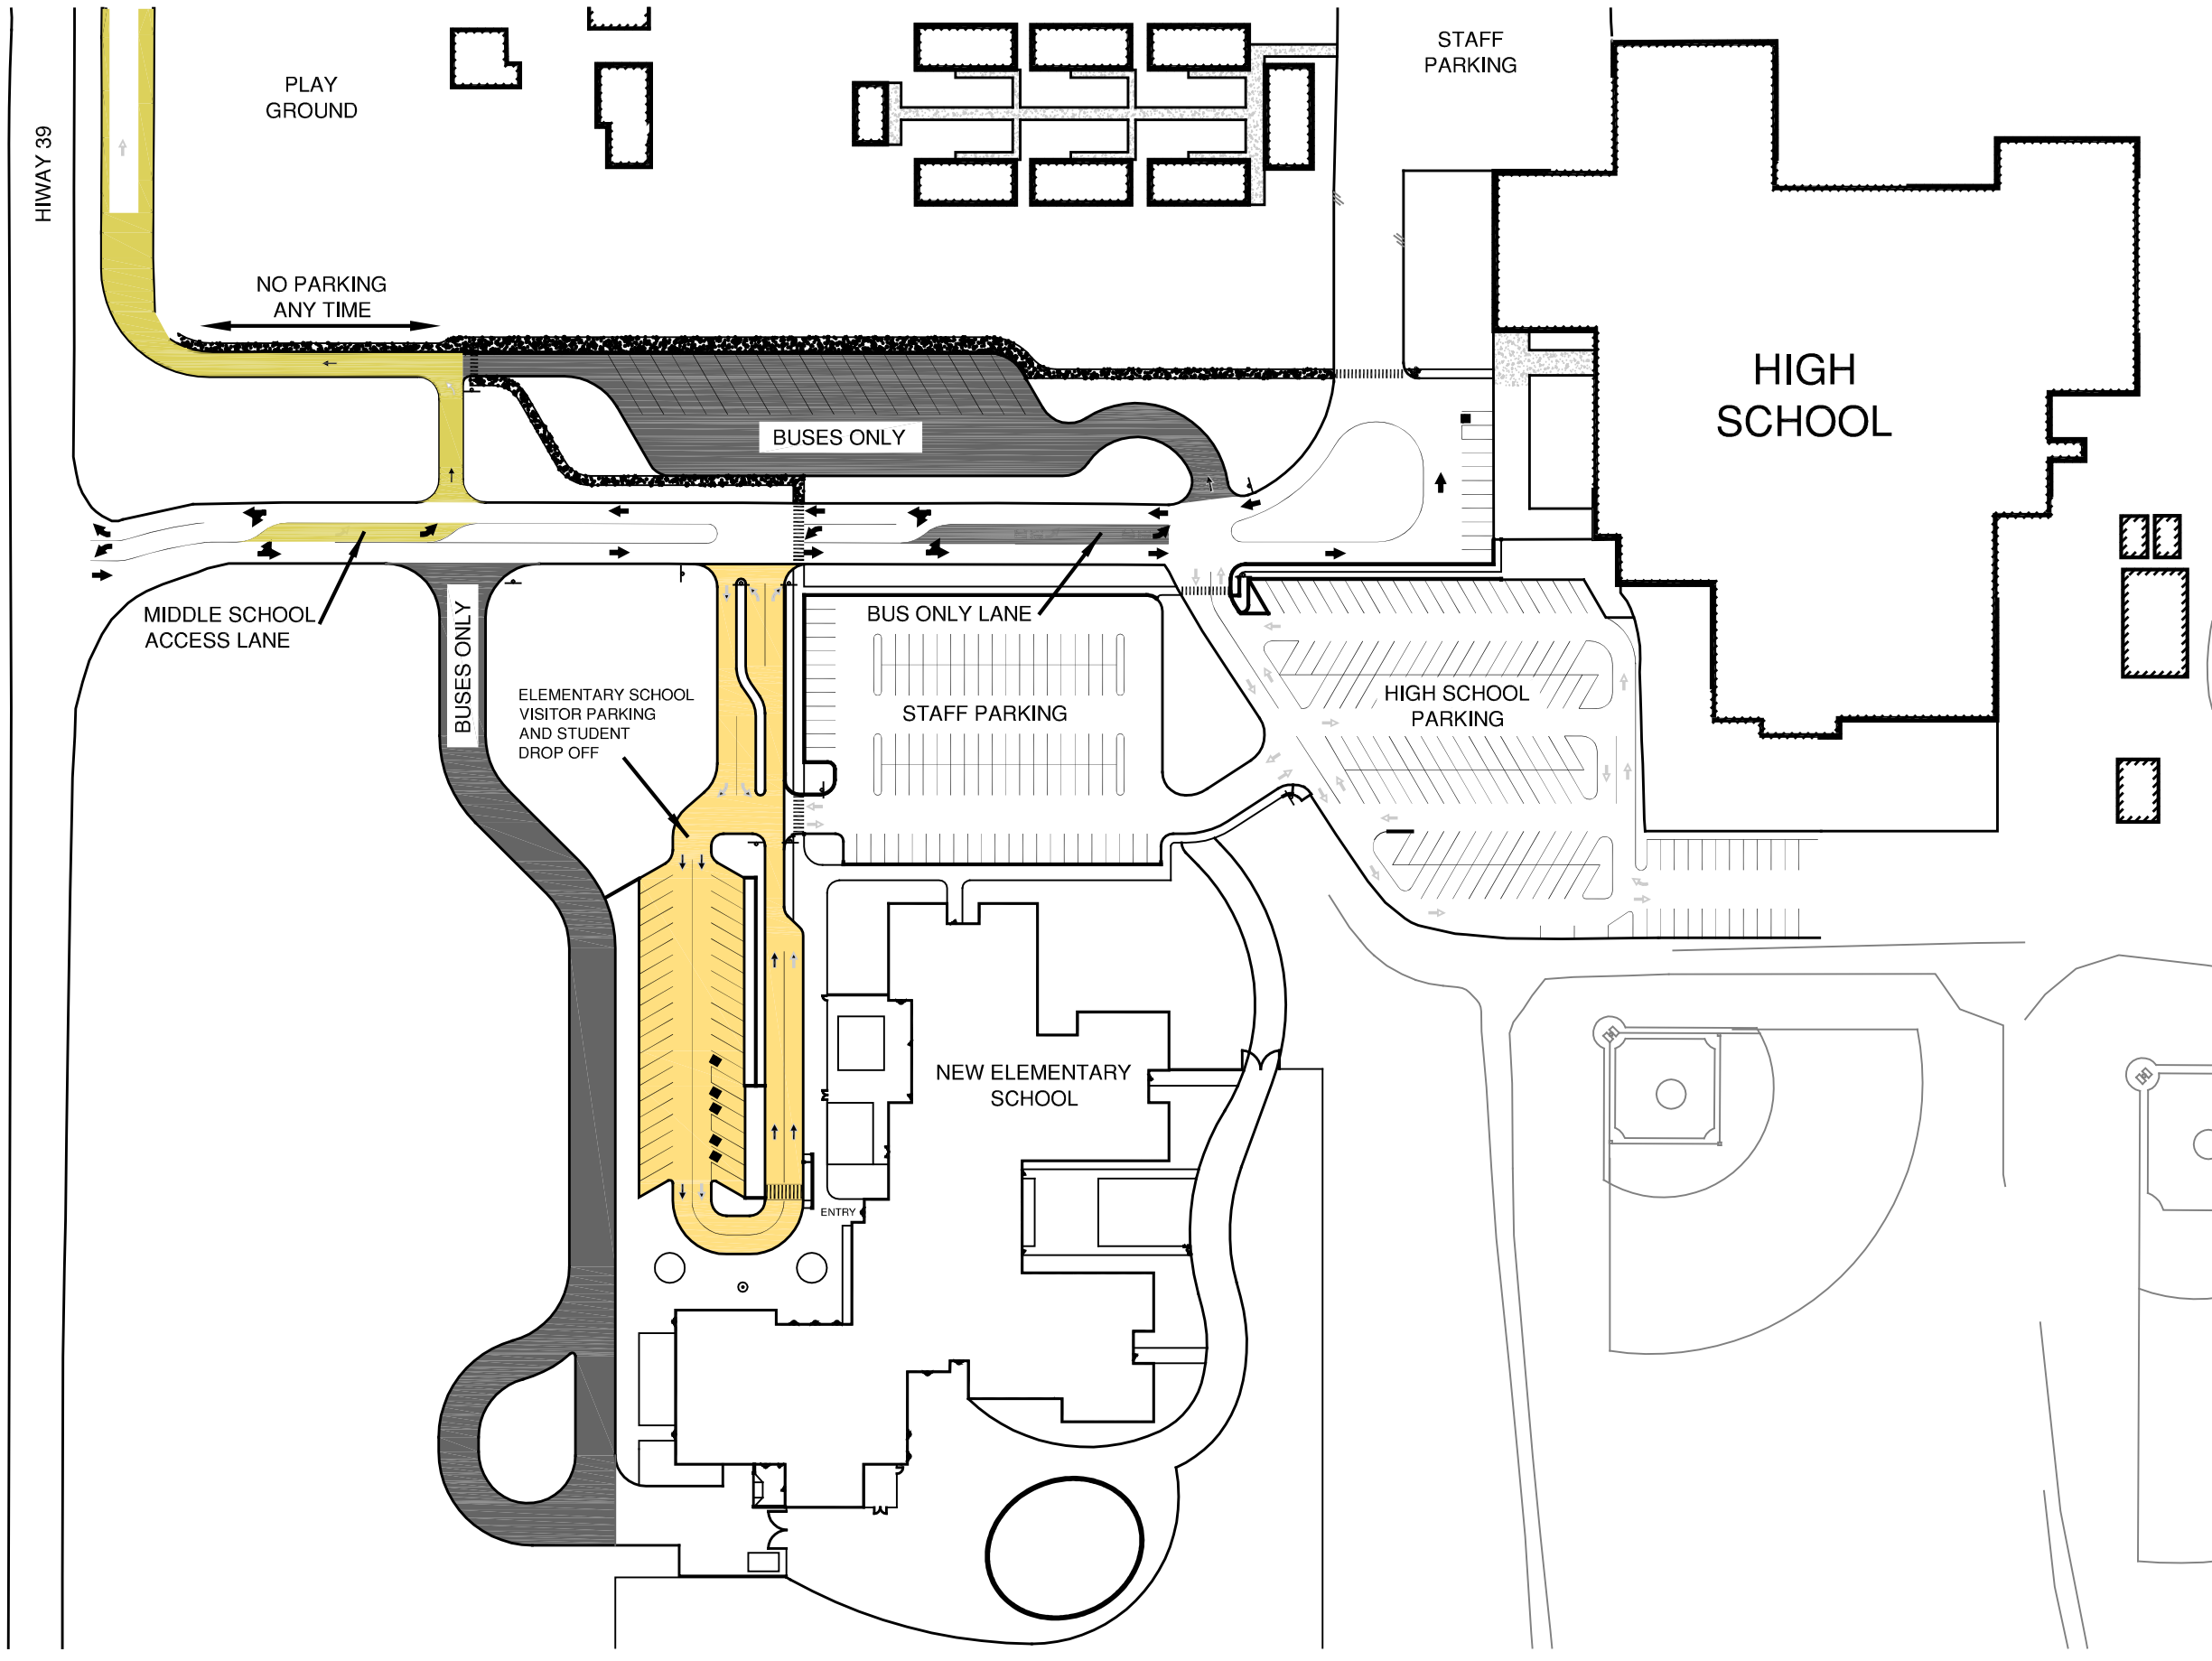 STAFF
PARKING
PLAY
GROUND
HIWAY 39
NO PARKING
ANY TIME
HIGH
SCHOOL
BUSES ONLY
MIDDLE SCHOOL
ACCESS LANE
BUSES ONLY
BUS ONLY LANE
ELEMENTARY SCHOOL
VISITOR PARKING
AND STUDENT
DROP OFF
STAFF PARKING
HIGH SCHOOL
PARKING
NEW ELEMENTARY
SCHOOL
ENTRY